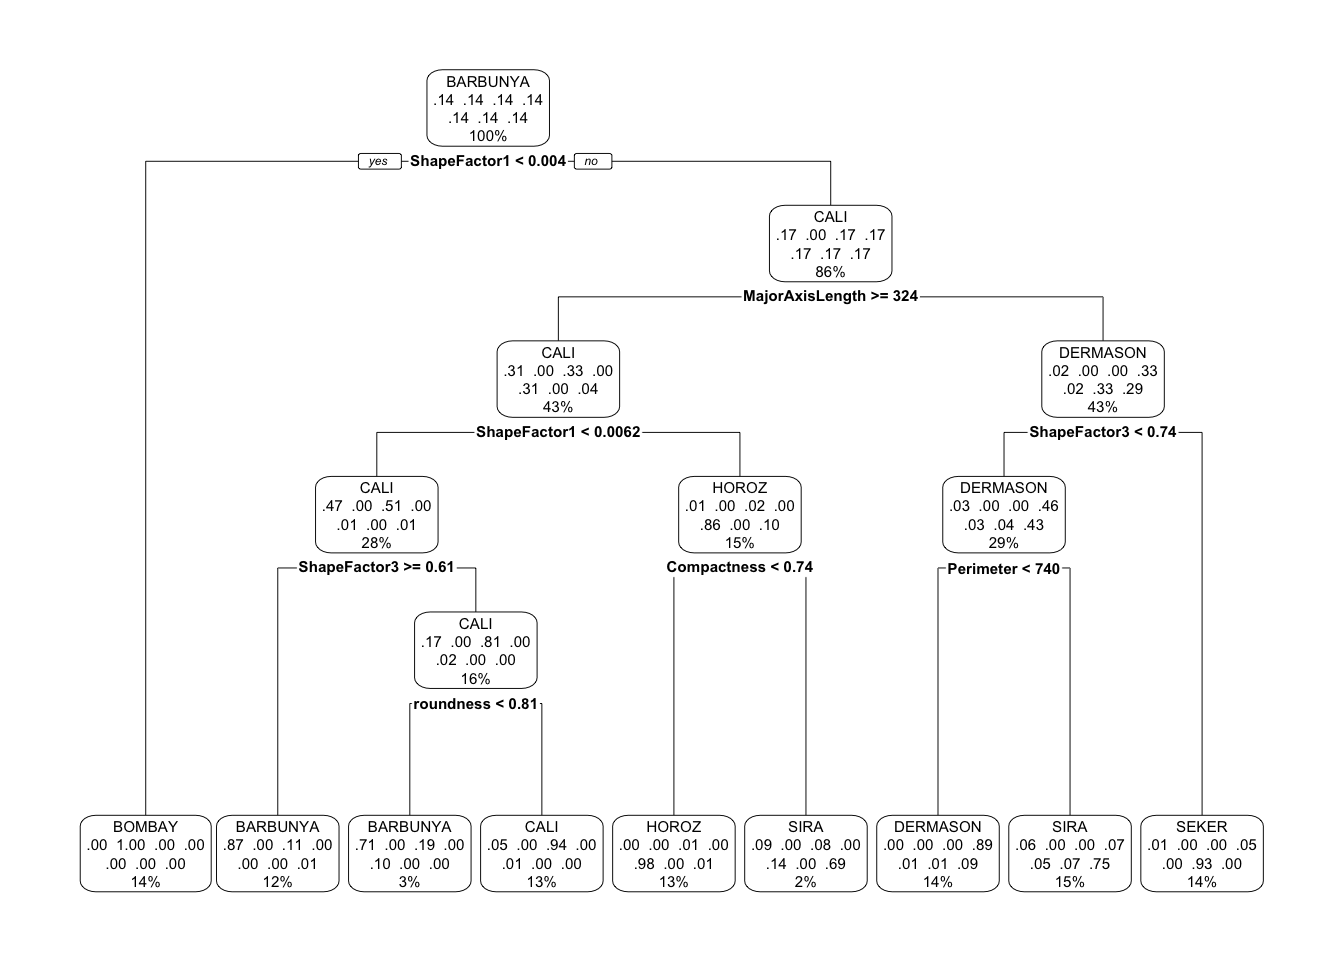 BARBUNYA
.14 .14 .14 .14
.14 .14 .14
100%
yes ShapeFactor1 < 0.004 no
CALI
.17 .00 .17 .17
.17 .17 .17
86%
MajorAxisLength >= 324
CALI
.31 .00 .33 .00
.31 .00 .04
43%
DERMASON
.02 .00 .00 .33
.02 .33 .29
43%
ShapeFactor1 < 0.0062
ShapeFactor3 < 0.74
CALI
.47 .00 .51 .00
.01 .00 .01
28%
HOROZ
.01 .00 .02 .00
.86 .00 .10
15%
DERMASON
.03 .00 .00 .46
.03 .04 .43
29%
ShapeFactor3 >= 0.61
Compactness < 0.74
Perimeter < 740
CALI
.17 .00 .81 .00
.02 .00 .00
16%
roundness < 0.81
BOMBAY
.00 1.00 .00 .00
.00 .00 .00
14%
BARBUNYA
.87 .00 .11 .00
.00 .00 .01
12%
BARBUNYA
.71 .00 .19 .00
.10 .00 .00
3%
CALI
.05 .00 .94 .00
.01 .00 .00
13%
HOROZ
.00 .00 .01 .00
.98 .00 .01
13%
SIRA
.09 .00 .08 .00
.14 .00 .69
2%
DERMASON
.00 .00 .00 .89
.01 .01 .09
14%
SIRA
.06 .00 .00 .07
.05 .07 .75
15%
SEKER
.01 .00 .00 .05
.00 .93 .00
14%